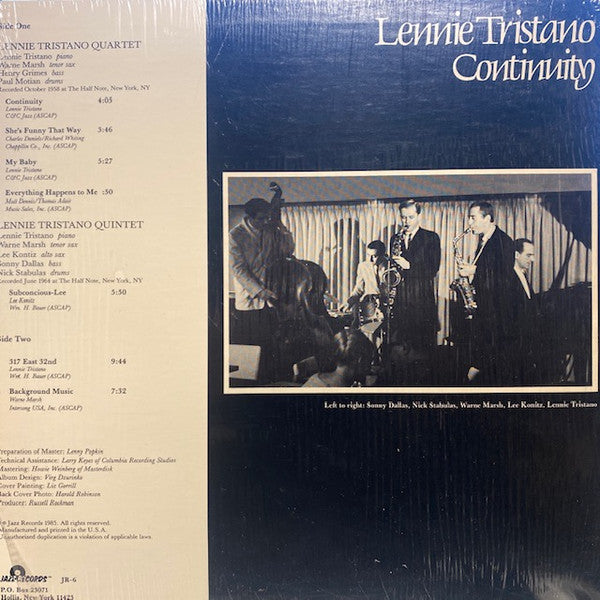 Side One
LENNIE TRISTANO QUARTET
Lennie Tristano piano
Warne Marsh tenor sax
Henry Grimes bass
Paul Motian drums
Recorded October 1958 at The Half Note, New York, NY
Continuity 4:05
Lennie Tristano
C&FC Jazz (ASCAP)
She's Funny That Way 5:46
Charles Daniels/Richard Whiting
Chappilin Co., Inc. (ASCAP)
My Baby 5:27
Lennie Tristano
C&FC Jazz (ASCAP)
Everything Happens to Me :50
Matt Dennis/Thomas Adair
Music Sales, Inc. (ASCAP)
LENNIE TRISTANO QUINTET
Lennie Tristano piano
Warne Marsh tenor sax
Lee Konitz alto sax
Sonny Dallas bass
Nick Stabulas drums
Recorded June 1964 at The Half Note, New York, NY
Subconcious-Lee 5:50
Lee Konitz
Wm. H. Bauer (ASCAP)
Side Two
317 East 32nd 9:44
Lennie Tristano
Wm. H. Bauer (ASCAP)
Background Music 7:32
Warne Marsh
Intersong USA, Inc. (ASCAP)
Preparation of Master: Lenny Popkin
Technical Assistance: Larry Keyes of Columbia Recording Studios
Mastering: Howie Weinberg of Masterdisk
Album Design: Virg Dzurinko
Cover Painting: Liz Gorrill
Back Cover Photo: Harold Robinson
Producer: Russell Rockman
Jazz Records 1985. All rights reserved.
Manufactured and printed in the U.S.A.
Unauthorized duplication is a violation of applicable laws.
JAZZ RECORDS™ JR-6
P.O. Box 23071
Hollis, New York 11423
Lennie Tristano
Continuity
Left to right: Sonny Dallas, Nick Stabulas, Warne Marsh, Lee Konitz, Lennie Tristano